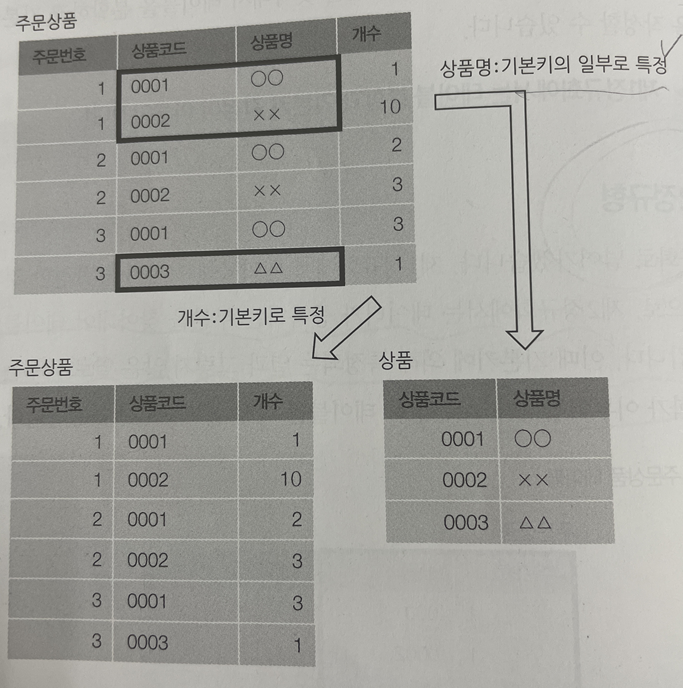 주문상품
주문번호 상품코드 상품명 개수
1 0001 ○○ 1
1 0002 ×× 10
2 0001 ○○ 2
2 0002 ×× 3
3 0001 ○○ 3
3 0003 △△ 1
상품명:기본키의 일부로 특정
개수:기본키로 특정
주문상품
주문번호 상품코드 개수
1 0001 1
1 0002 10
2 0001 2
2 0002 3
3 0001 3
3 0003 1
상품
상품코드 상품명
0001 ○○
0002 ××
0003 △△